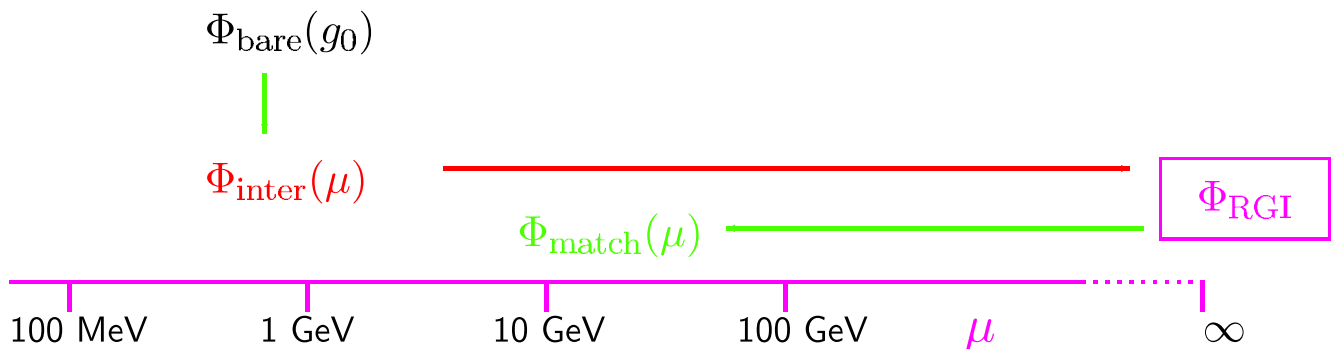 Φ_bare(g_0)
Φ_inter(μ)
Φ_RGI
Φ_match(μ)
100 MeV 1 GeV 10 GeV 100 GeV μ ∞